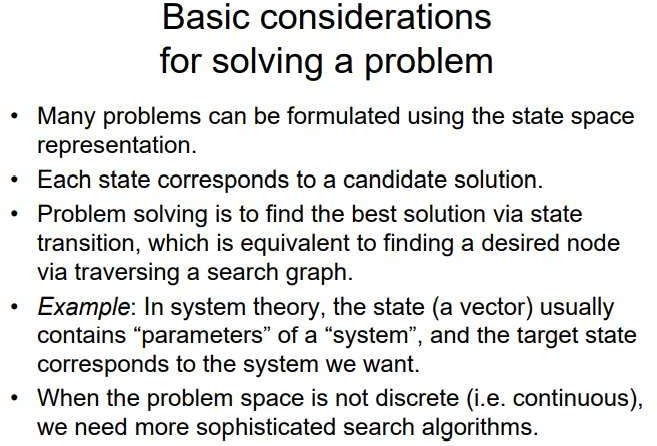 Basic considerations
for solving a problem
• Many problems can be formulated using the state space
representation.
• Each state corresponds to a candidate solution.
• Problem solving is to find the best solution via state
transition, which is equivalent to finding a desired node
via traversing a search graph.
• Example: In system theory, the state (a vector) usually
contains “parameters” of a “system”, and the target state
corresponds to the system we want.
• When the problem space is not discrete (i.e. continuous),
we need more sophisticated search algorithms.